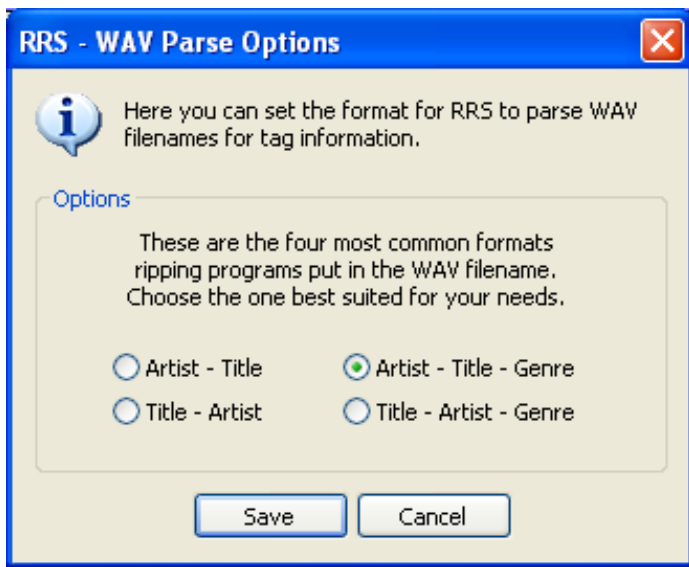 RRS - WAV Parse Options
Here you can set the format for RRS to parse WAV
filenames for tag information.
Options
These are the four most common formats
ripping programs put in the WAV filename.
Choose the one best suited for your needs.
Artist - Title
Artist - Title - Genre
Title - Artist
Title - Artist - Genre
Save
Cancel